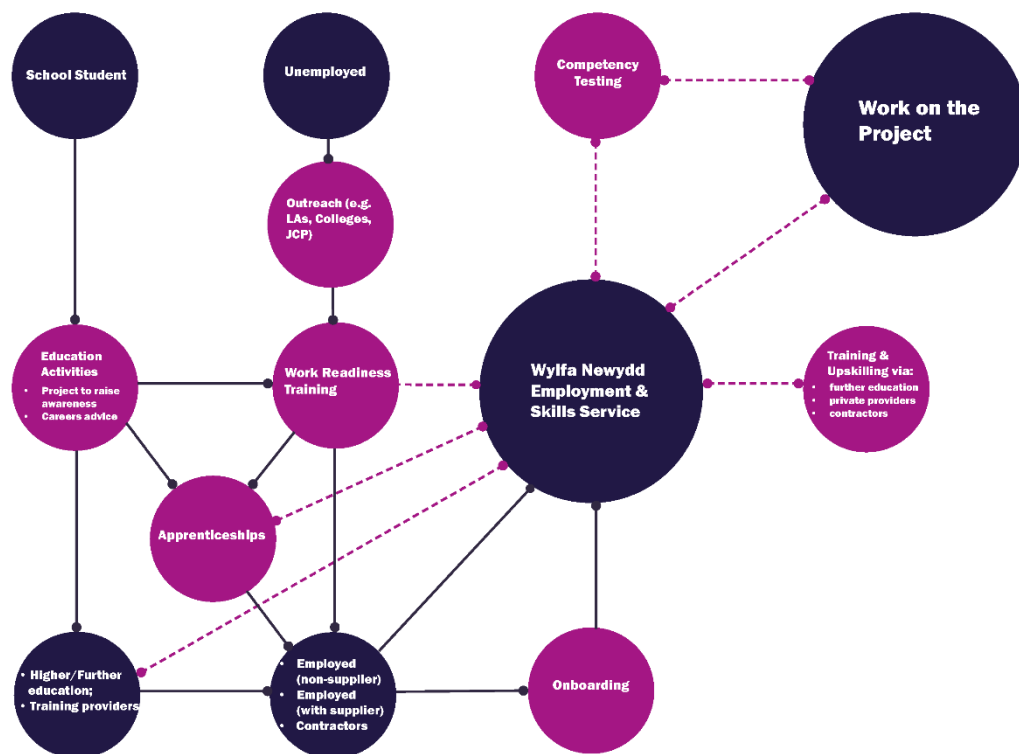 School Student
Unemployed
Competency
Testing
Work on the
Project
Outreach (e.g.
LAs, Colleges,
JCP)
Education
Activities
• Project to raise
awareness
• Careers advice
Work Readiness
Training
Wylfa Newydd
Employment &
Skills Service
Training &
Upskilling via:
• further education
• private providers
• contractors
Apprenticeships
• Higher/Further
education;
• Training providers
• Employed
(non-supplier)
• Employed
(with supplier)
• Contractors
Onboarding